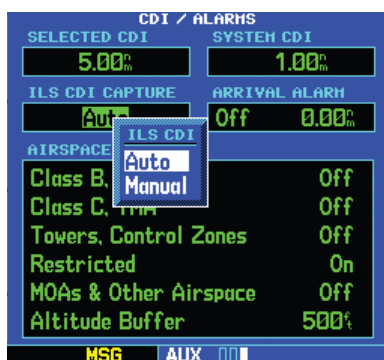 CDI / ALARMS
SELECTED CDI SYSTEM CDI
5.00nm 1.00nm
ILS CDI CAPTURE ARRIVAL ALARM
Auto Off 0.00nm
ILS CDI
Auto
Manual
AIRSPACE
Class B, Off
Class C, TMA Off
Towers, Control Zones Off
Restricted On
MOAs & Other Airspace Off
Altitude Buffer 500ft
MSG AUX